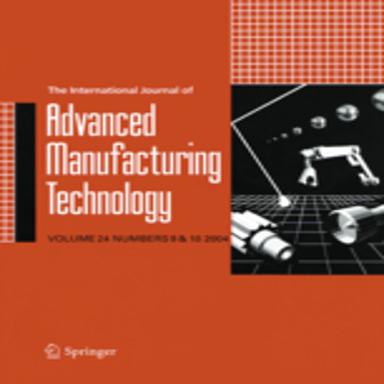 The International Journal of
Advanced
Manufacturing
Technology
VOLUME 24 NUMBERS 9 & 10 2004
Springer